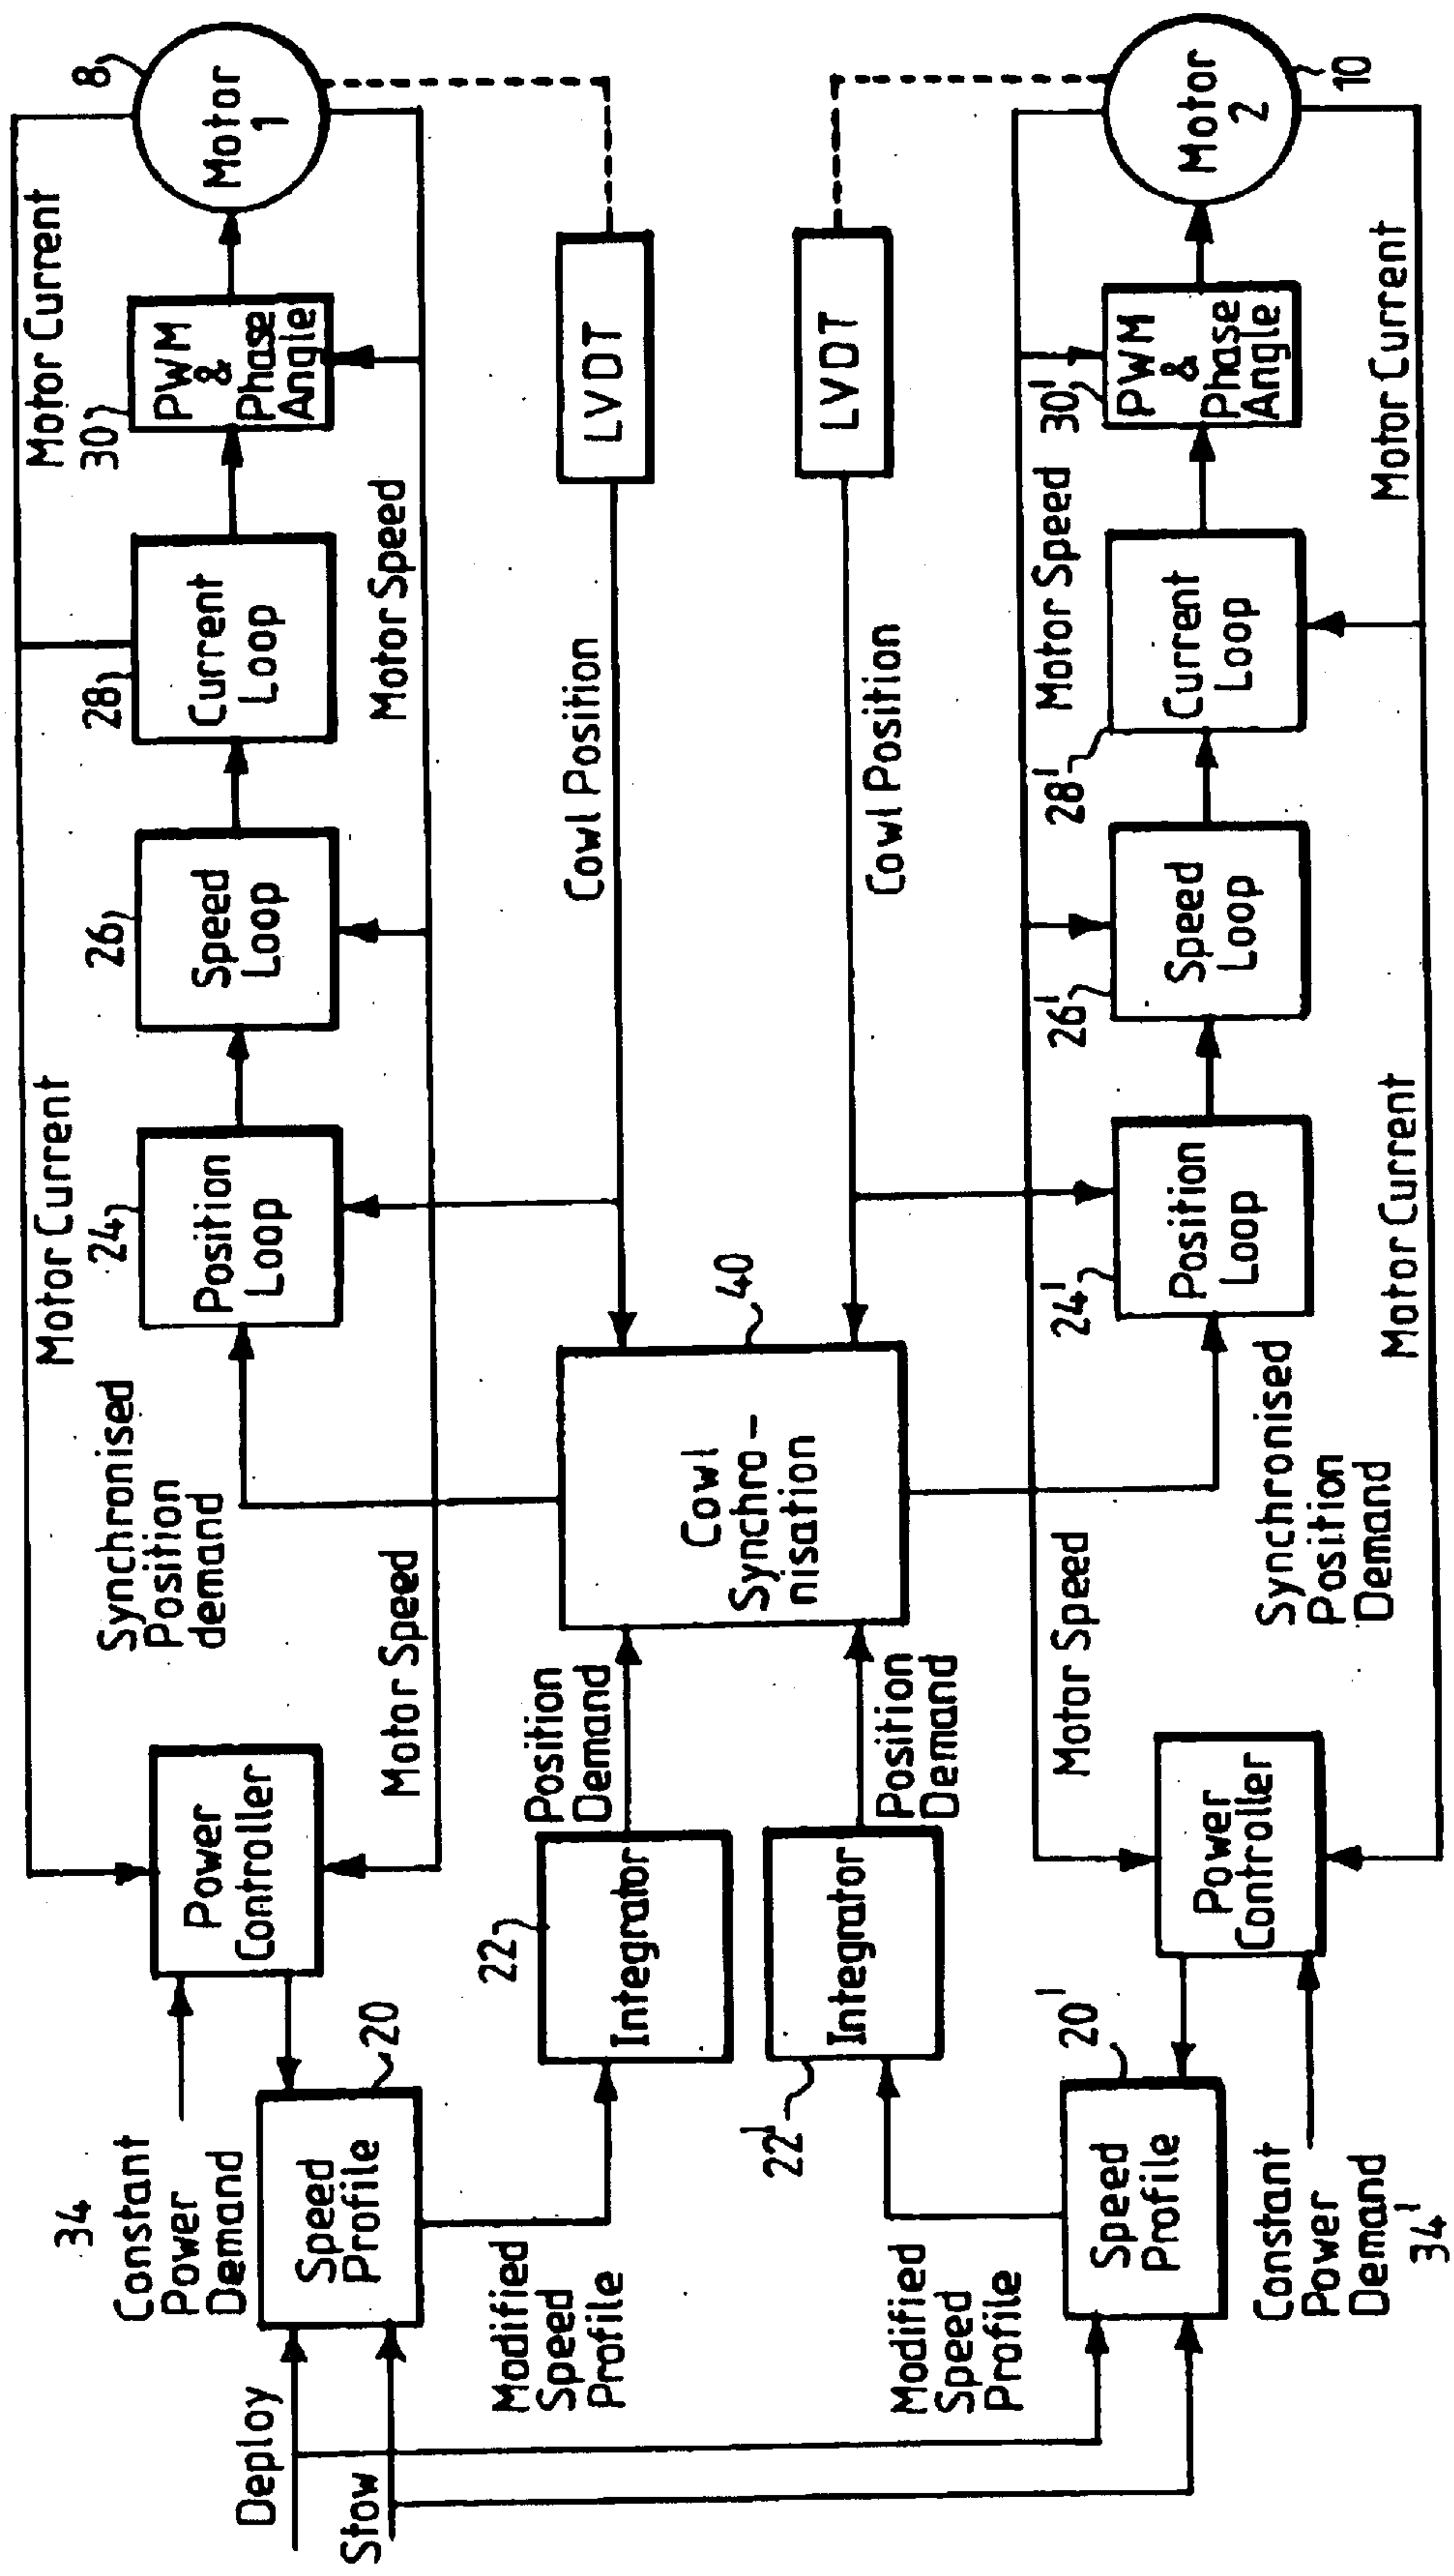 34
Constant
Power
Demand
Deploy
Stow
Speed
Profile
20
Power
Controller
Motor Current
Motor Speed
Synchronised
Position
demand
24
Position
Loop
26
Speed
Loop
28
Current
Loop
Motor Speed
Motor Current
30
PWM
&
Phase
Angle
8
Motor
1
Modified
Speed
Profile
22
Integrator
Position
Demand
Cowl
Synchro-
nisation
40
Cowl Position
LVDT
Modified
Speed
Profile
22'
Integrator
Position
Demand
Cowl Position
LVDT
Speed
Profile
20'
Constant
Power
Demand
34'
Power
Controller
Motor Speed
Synchronised
Position
Demand
Motor Current
24'
Position
Loop
26'
Speed
Loop
28'
Current
Loop
Motor Speed
30'
PWM
&
Phase
Angle
Motor Current
Motor
2
10